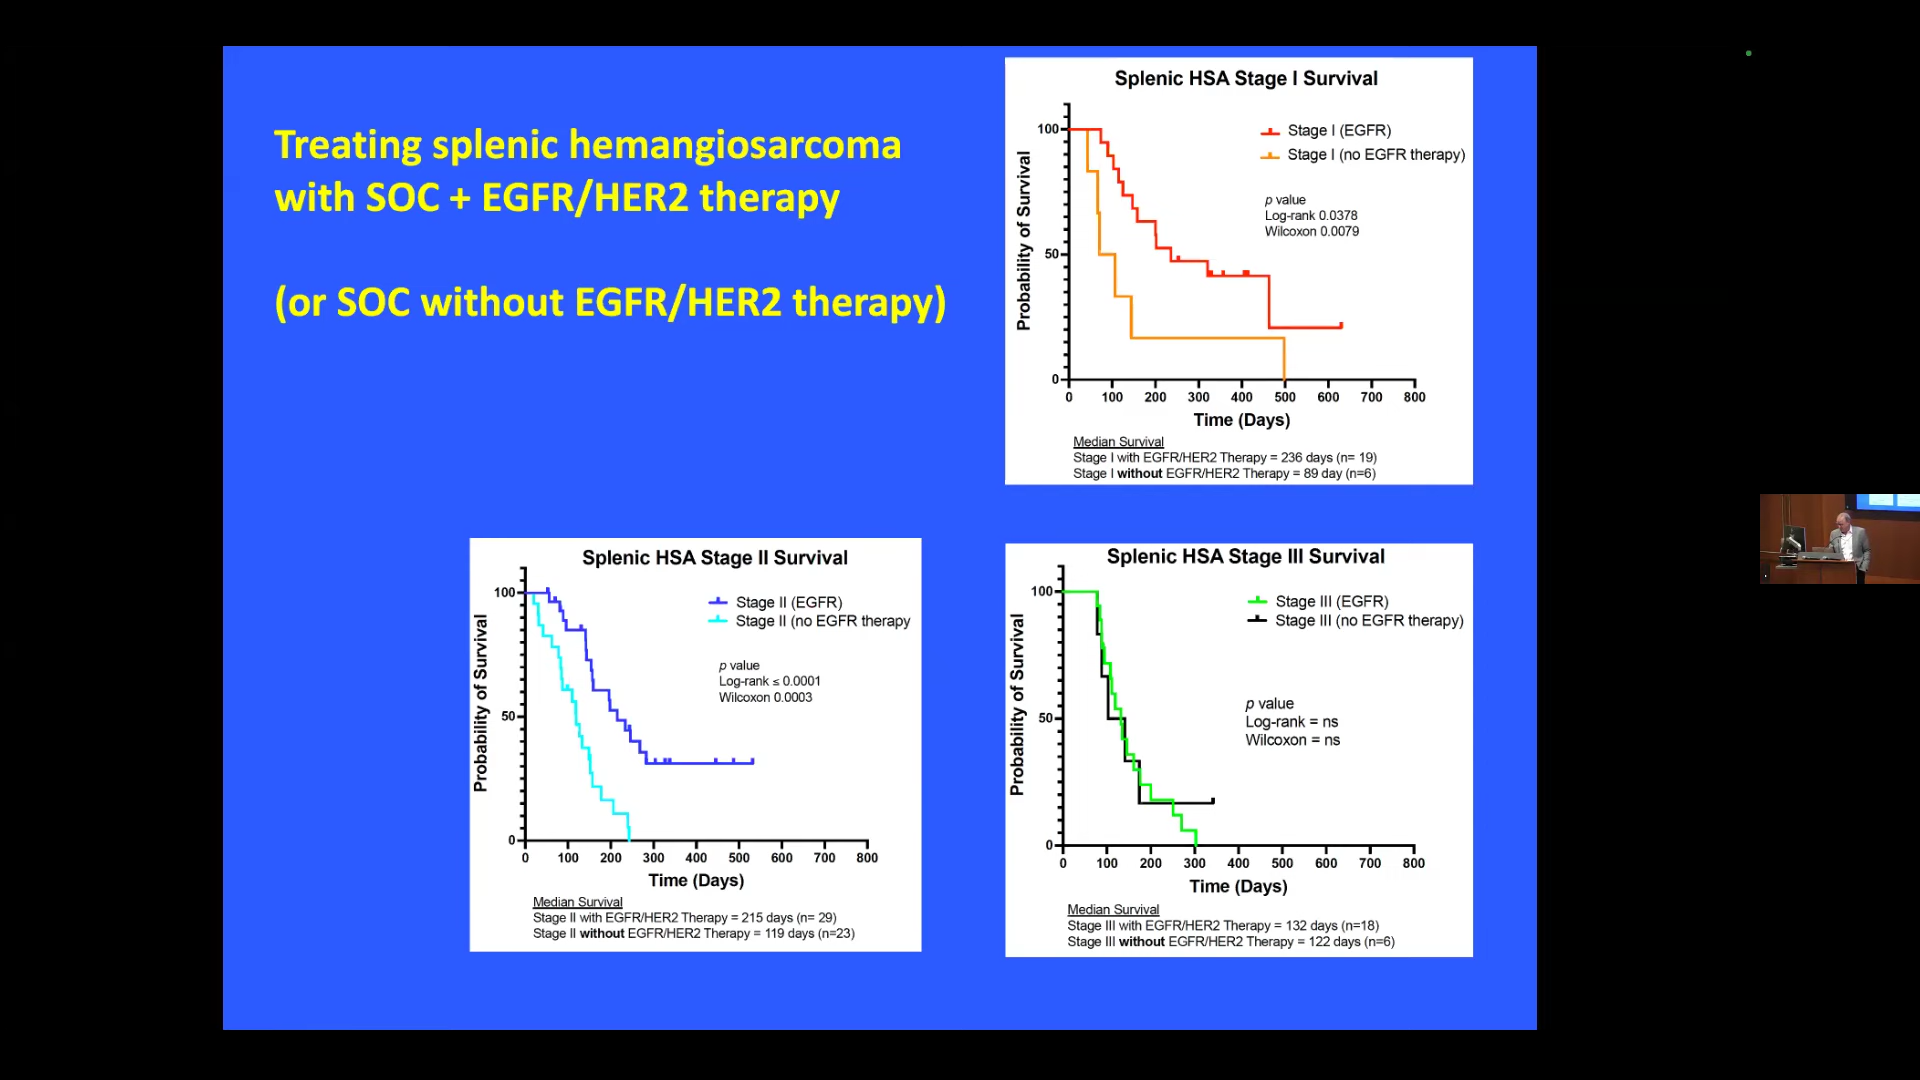 Treating splenic hemangiosarcoma
with SOC + EGFR/HER2 therapy
(or SOC without EGFR/HER2 therapy)
Splenic HSA Stage I Survival
Stage I (EGFR)
Stage I (no EGFR therapy)
p value
Log-rank 0.0378
Wilcoxon 0.0079
Probability of Survival
100
50
0
0 100 200 300 400 500 600 700 800
Time (Days)
Median Survival
Stage I with EGFR/HER2 Therapy = 236 days (n= 19)
Stage I without EGFR/HER2 Therapy = 89 day (n=6)
Splenic HSA Stage II Survival
Stage II (EGFR)
Stage II (no EGFR therapy
p value
Log-rank ≤ 0.0001
Wilcoxon 0.0003
Probability of Survival
100
50
0
0 100 200 300 400 500 600 700 800
Time (Days)
Median Survival
Stage II with EGFR/HER2 Therapy = 215 days (n= 29)
Stage II without EGFR/HER2 Therapy = 119 days (n=23)
Splenic HSA Stage III Survival
Stage III (EGFR)
Stage III (no EGFR therapy)
p value
Log-rank = ns
Wilcoxon = ns
Probability of Survival
100
50
0
0 100 200 300 400 500 600 700 800
Time (Days)
Median Survival
Stage III with EGFR/HER2 Therapy = 132 days (n=18)
Stage III without EGFR/HER2 Therapy = 122 days (n=6)